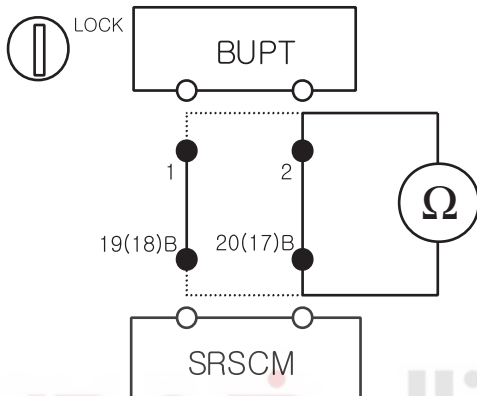 LOCK
BUPT
1
2
Ω
19(18)B
20(17)B
SRSCM